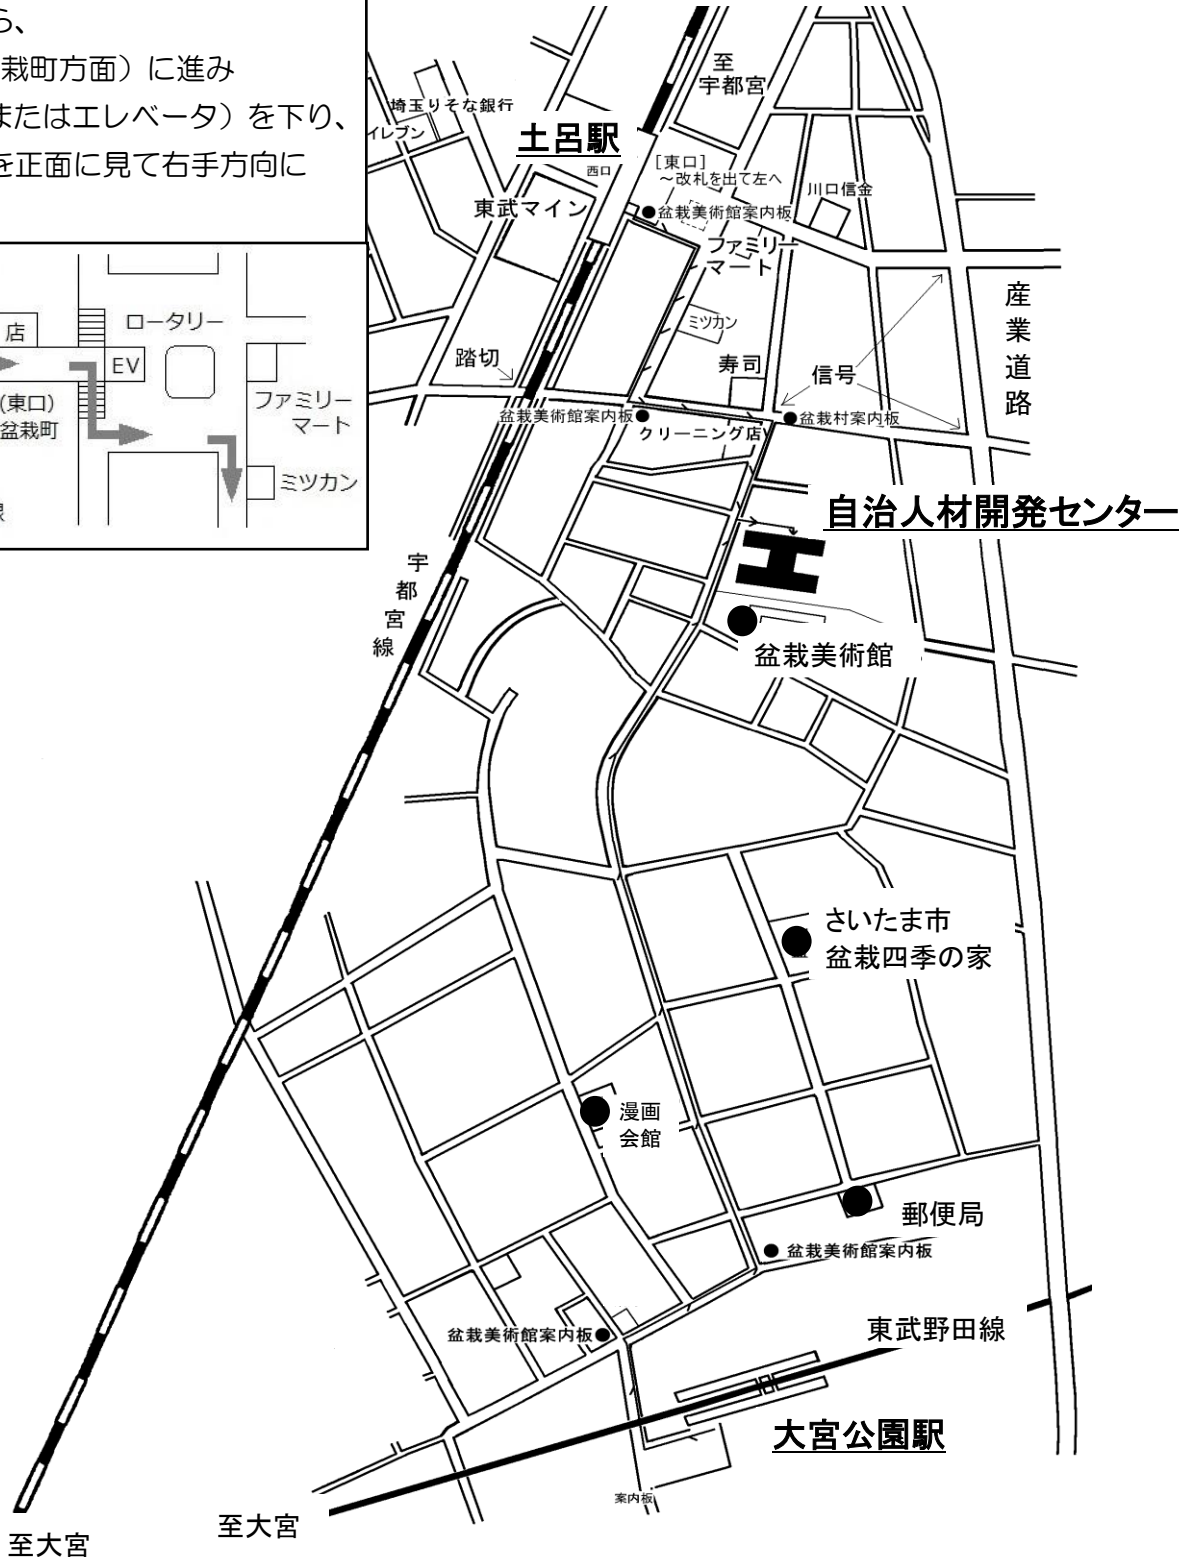 ら、
栽町方面）に進み
またはエレベータ）を下り、
を正面に見て右手方向に
店
ロータリー
EV
(東口)
盆栽町
ファミリー
マート
ミツカン
線
至
宇都宮
埼玉りそな銀行
イレブン
土呂駅
西口
[東口]
～改札を出て左へ
川口信金
東武マイン
盆栽美術館案内板
ファミリー
マート
ミツカン
産業道路
踏切
寿司
信号
盆栽美術館案内板
盆栽村案内板
クリーニング店
自治人材開発センター
宇都宮線
盆栽美術館
さいたま市
盆栽四季の家
漫画
会館
郵便局
盆栽美術館案内板
盆栽美術館案内板
東武野田線
大宮公園駅
案内板
至大宮
至大宮